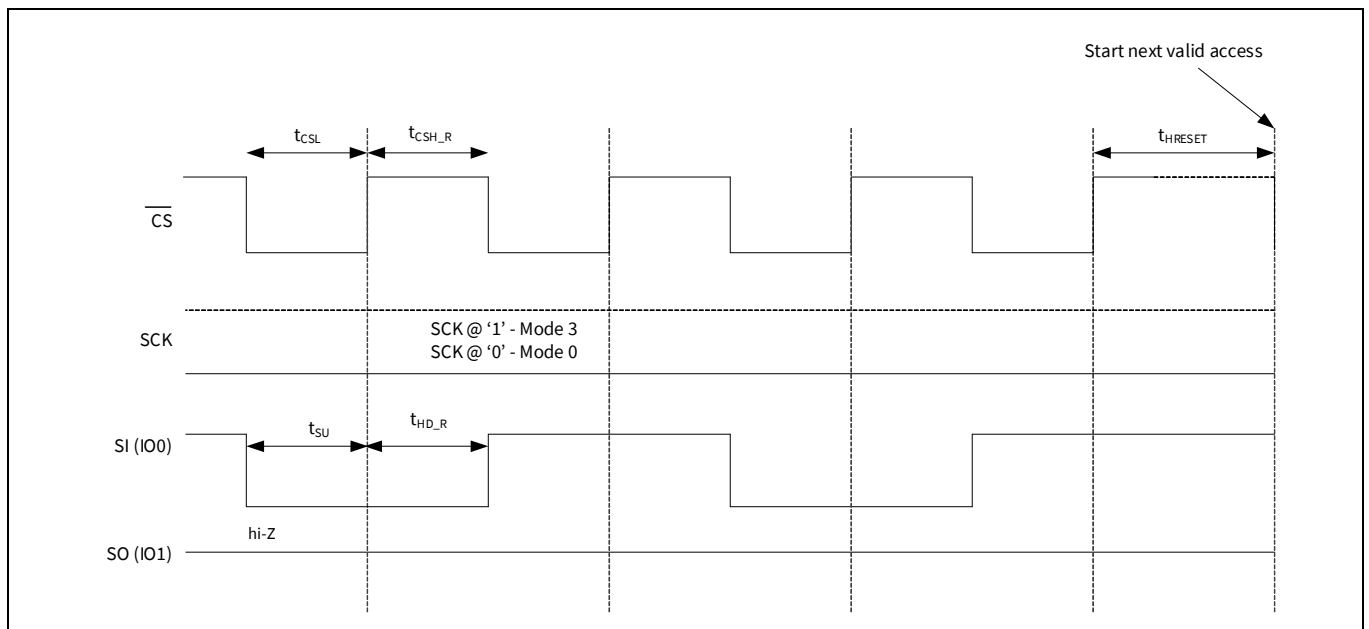 Start next valid access
tCSL
tCSH_R
tHRESET
CS
SCK
SCK @ ‘1’ - Mode 3
SCK @ ‘0’ - Mode 0
SI (IO0)
tSU
tHD_R
hi-Z
SO (IO1)